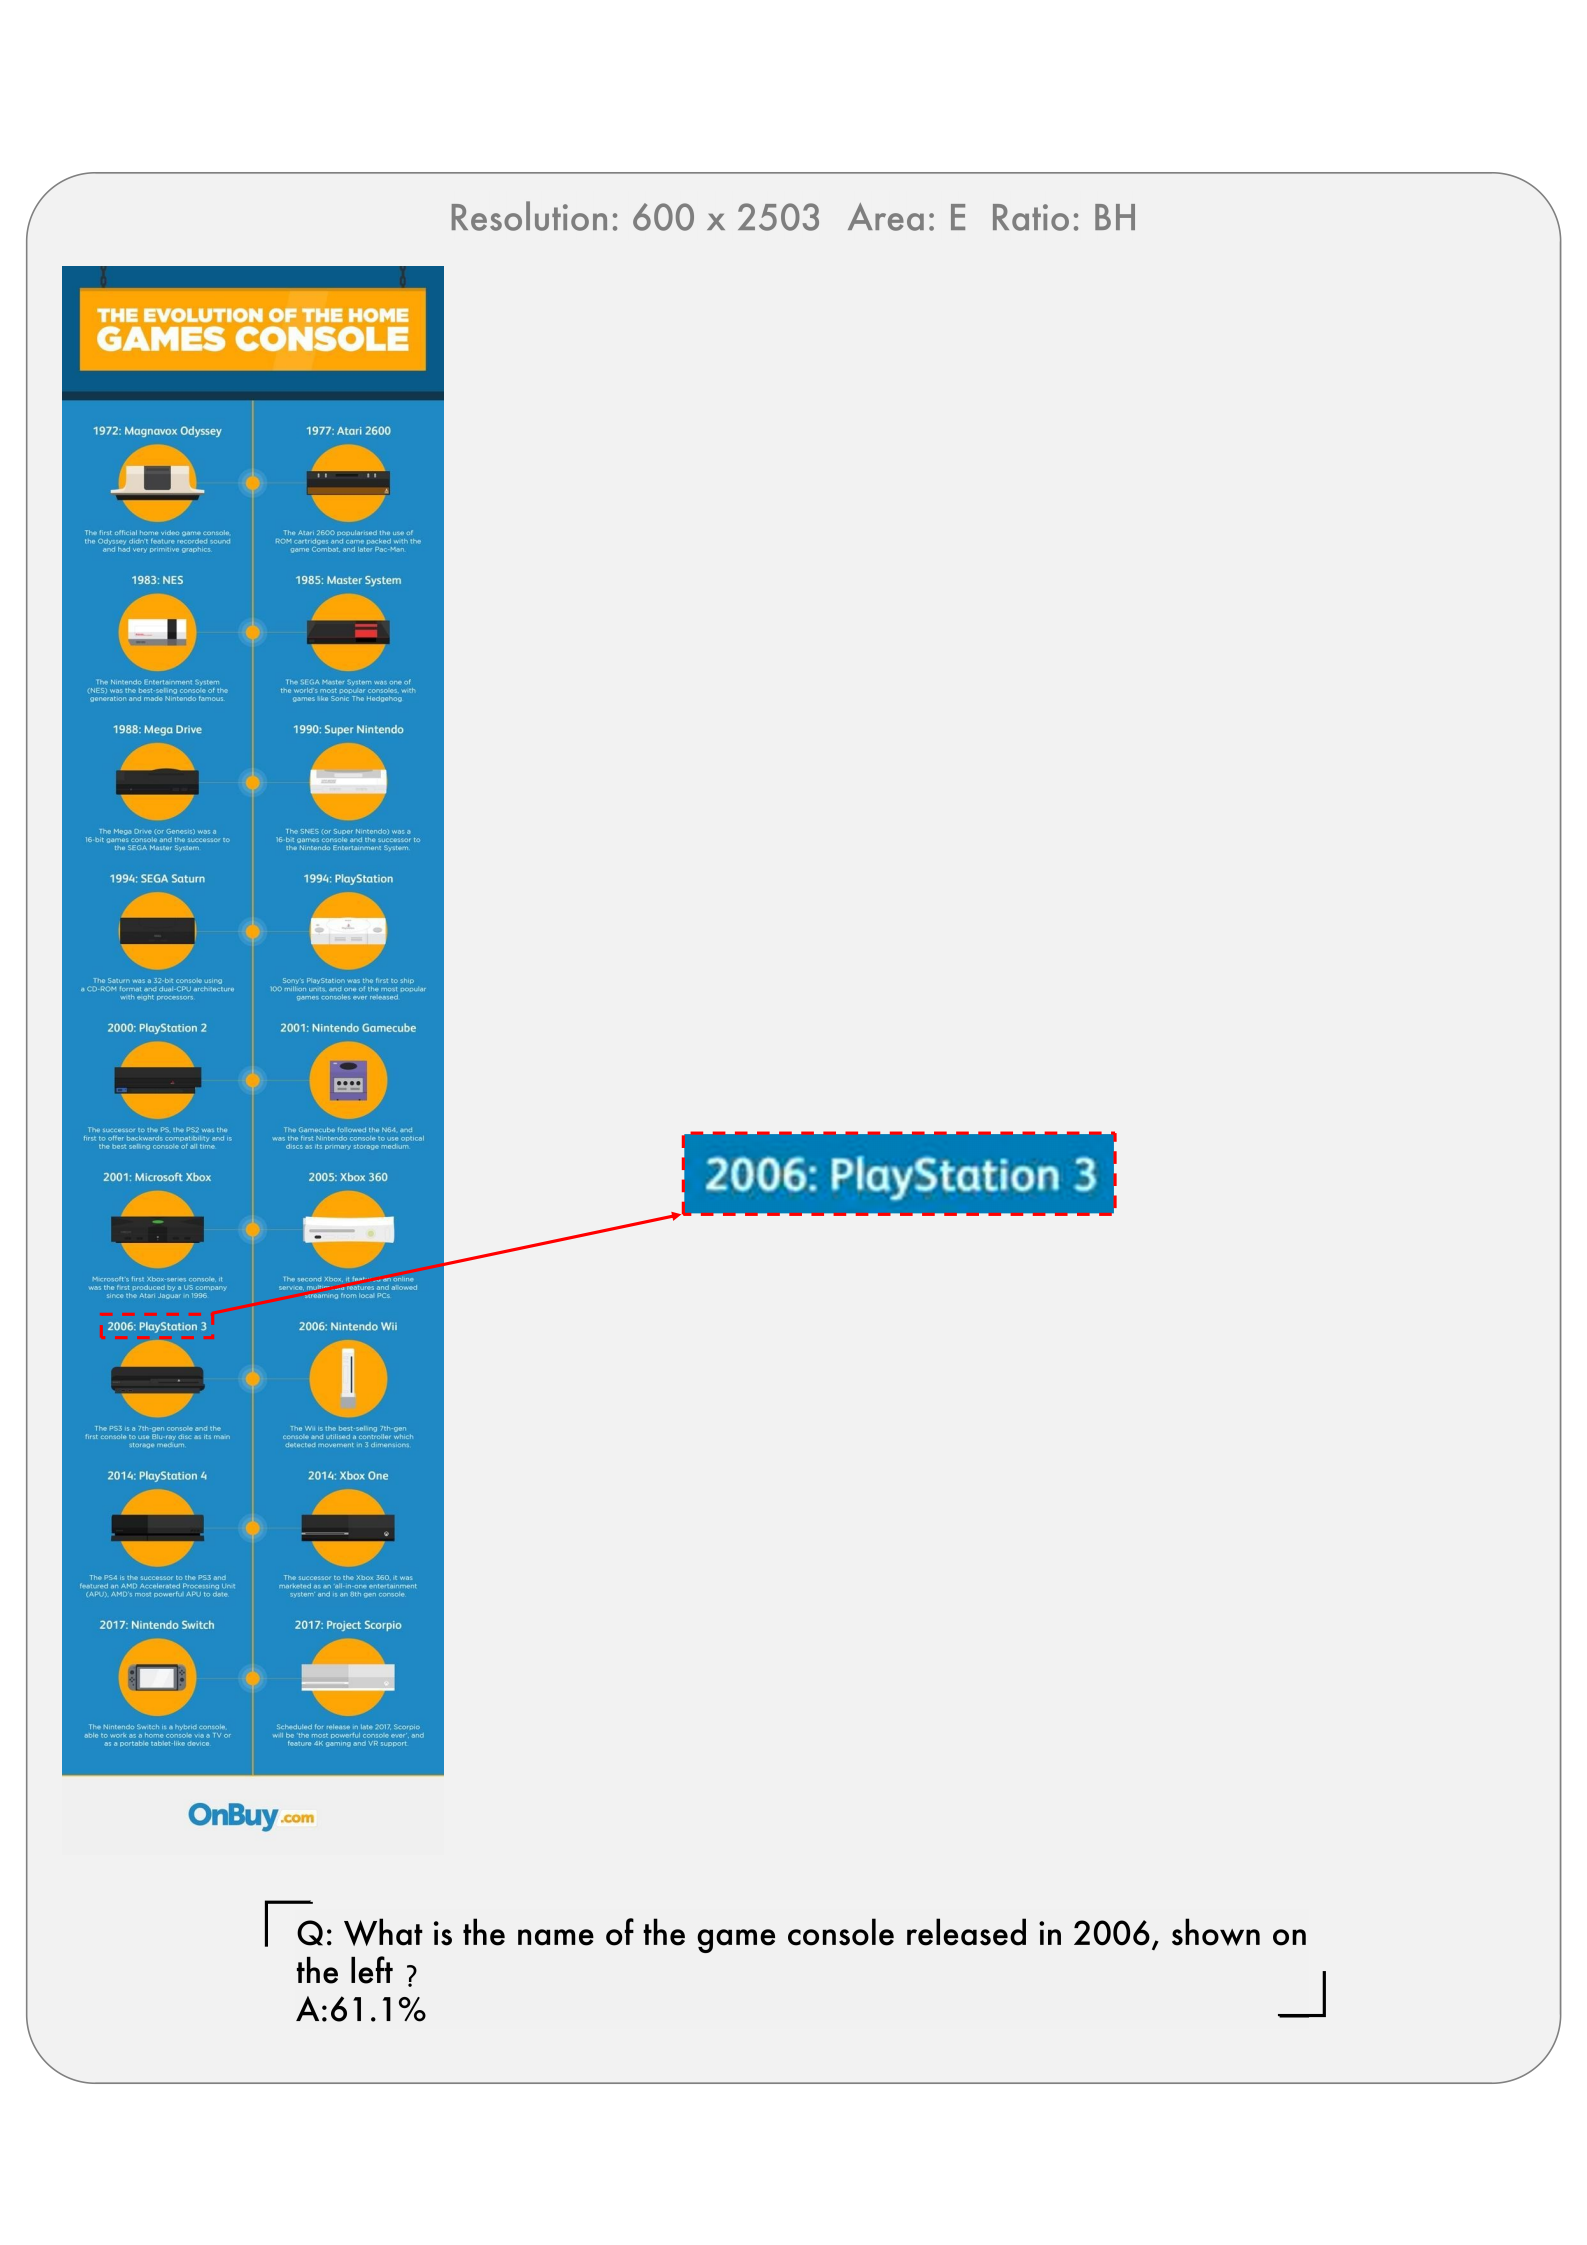 Resolution: 600 x 2503 Area: E Ratio: BH
THE EVOLUTION OF THE HOME
GAMES CONSOLE
1972: Magnavox Odyssey
The first official home video game console,
the Odyssey didn't feature recorded sound
and had very primitive graphics.
1977: Atari 2600
The Atari 2600 popularised the use of
ROM cartridges and came packed with the
game Combat, and later Pac-Man.
1983: NES
The Nintendo Entertainment System
(NES) was the best-selling console of the
generation and made Nintendo famous.
1985: Master System
The SEGA Master System was one of
the world's most popular consoles, with
games like Sonic The Hedgehog.
1988: Mega Drive
The Mega Drive (or Genesis) was a
16-bit games console and the successor to
the SEGA Master System.
1990: Super Nintendo
The SNES (or Super Nintendo) was a
16-bit games console and the successor to
the Nintendo Entertainment System.
1994: SEGA Saturn
The Saturn was a 32-bit console using
a CD-ROM format and dual-CPU architecture
with eight processors.
1994: PlayStation
Sony's PlayStation was the first to ship
100 million units, and one of the most popular
games consoles ever released.
2000: PlayStation 2
The successor to the PS, the PS2 was the
first to offer backwards compatibility and is
the best selling console of all time.
2001: Nintendo Gamecube
The Gamecube followed the N64, and
was the first Nintendo console to use optical
discs as its primary storage medium.
2001: Microsoft Xbox
Microsoft's first Xbox-series console, it
was the first produced by a US company
since the Atari Jaguar in 1996.
2005: Xbox 360
The second Xbox, it featured an online
service, multimedia features and allowed
streaming from local PCs.
2006: PlayStation 3
The PS3 is a 7th-gen console and the
first console to use Blu-ray disc as its main
storage medium.
2006: Nintendo Wii
The Wii is the best-selling 7th-gen
console and utilised a controller which
detected movement in 3 dimensions.
2006: PlayStation 3
2014: PlayStation 4
The PS4 is the successor to the PS3 and
featured an AMD Accelerated Processing Unit
(APU), AMD's most powerful APU to date.
2014: Xbox One
The successor to the Xbox 360, it was
marketed as an 'all-in-one entertainment
system' and is an 8th gen console.
2017: Nintendo Switch
The Nintendo Switch is a hybrid console,
able to work as a home console via a TV or
as a portable tablet-like device.
2017: Project Scorpio
Scheduled for release in late 2017, Scorpio
will be 'the most powerful console ever', and
feature 4K gaming and VR support.
OnBuy.com
Q: What is the name of the game console released in 2006, shown on
the left ?
A:61.1%